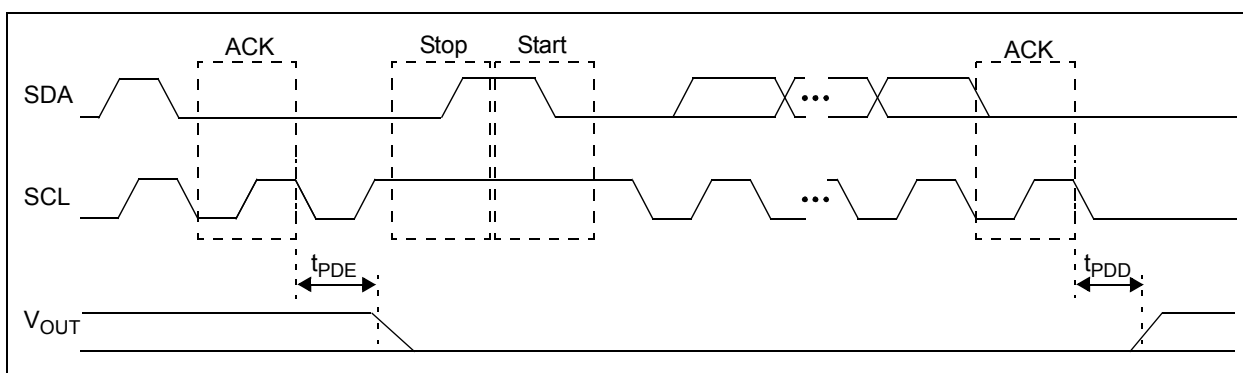 ACK
Stop
Start
ACK
SDA
•••
SCL
•••
tPDE
tPDD
VOUT